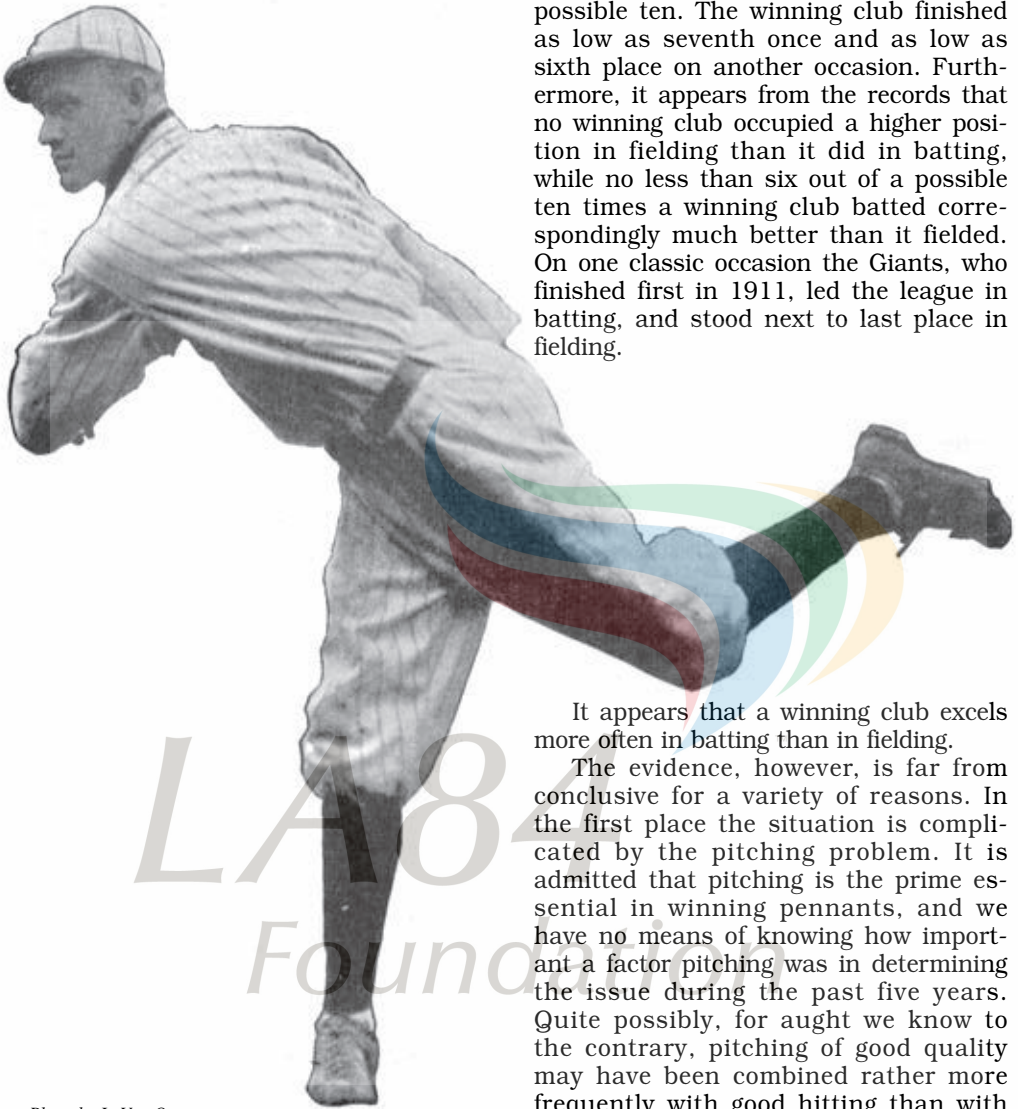 possible ten. The winning club finished
as low as seventh once and as low as
sixth place on another occasion. Furth-
ermore, it appears from the records that
no winning club occupied a higher posi-
tion in fielding than it did in batting,
while no less than six out of a possible
ten times a winning club batted corre-
spondingly much better than it fielded.
On one classic occasion the Giants, who
finished first in 1911, led the league in
batting, and stood next to last place in
fielding.
It appears that a winning club excels
more often in batting than in fielding.
The evidence, however, is far from
conclusive for a variety of reasons. In
the first place the situation is compli-
cated by the pitching problem. It is
admitted that pitching is the prime es-
sential in winning pennants, and we
have no means of knowing how import-
ant a factor pitching was in determining
the issue during the past five years.
Quite possibly, for aught we know to
the contrary, pitching of good quality
may have been combined rather more
frequently with good hitting than with
LA84
Foundation